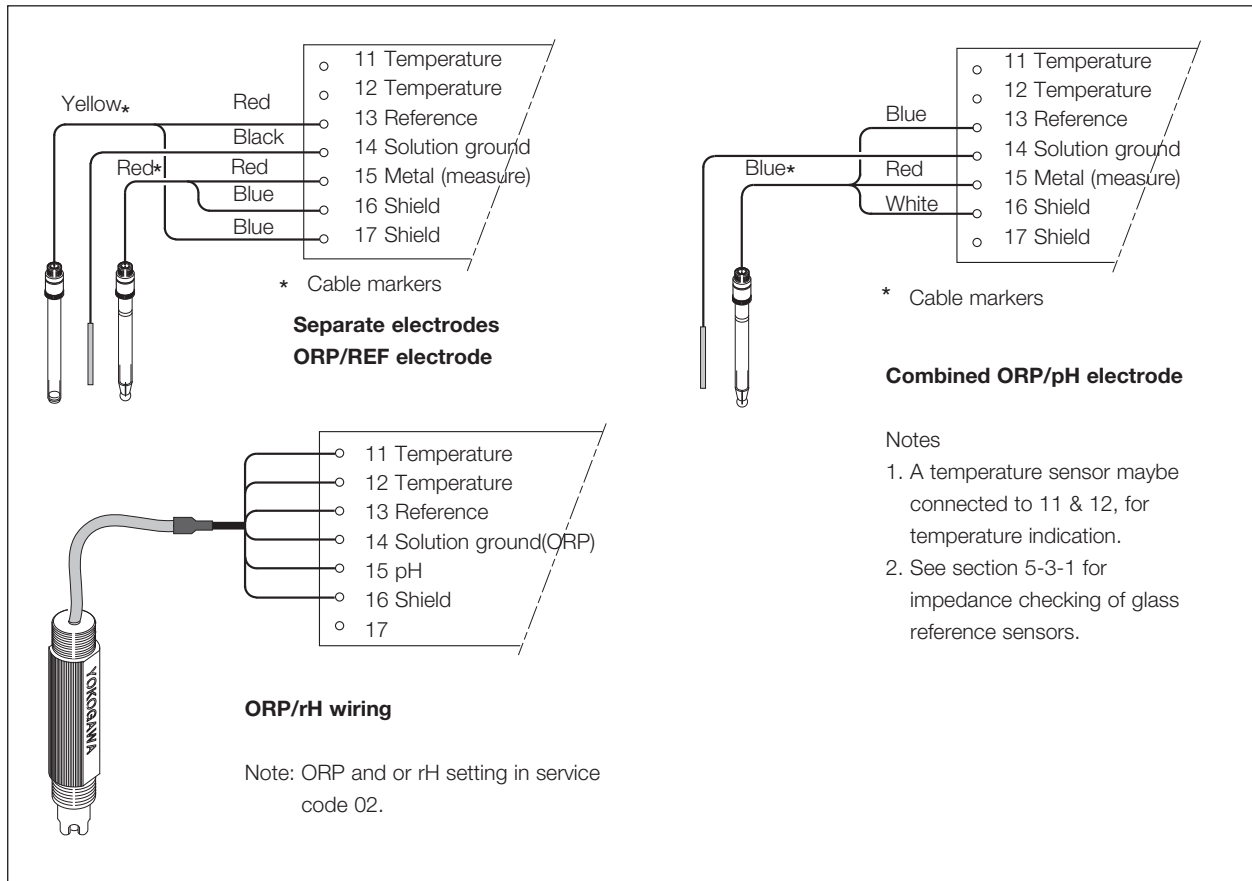 11 Temperature
12 Temperature
13 Reference
14 Solution ground
15 Metal (measure)
16 Shield
17 Shield
Yellow*
Red
Black
Red*
Red
Blue
Blue
* Cable markers
Separate electrodes
ORP/REF electrode
11 Temperature
12 Temperature
13 Reference
14 Solution ground
15 Metal (measure)
16 Shield
17 Shield
Blue
Blue*
Red
White
* Cable markers
Combined ORP/pH electrode
Notes
1. A temperature sensor maybe
connected to 11 & 12, for
temperature indication.
2. See section 5-3-1 for
impedance checking of glass
reference sensors.
11 Temperature
12 Temperature
13 Reference
14 Solution ground(ORP)
15 pH
16 Shield
17
YOKOGAWA
ORP/rH wiring
Note: ORP and or rH setting in service
code 02.